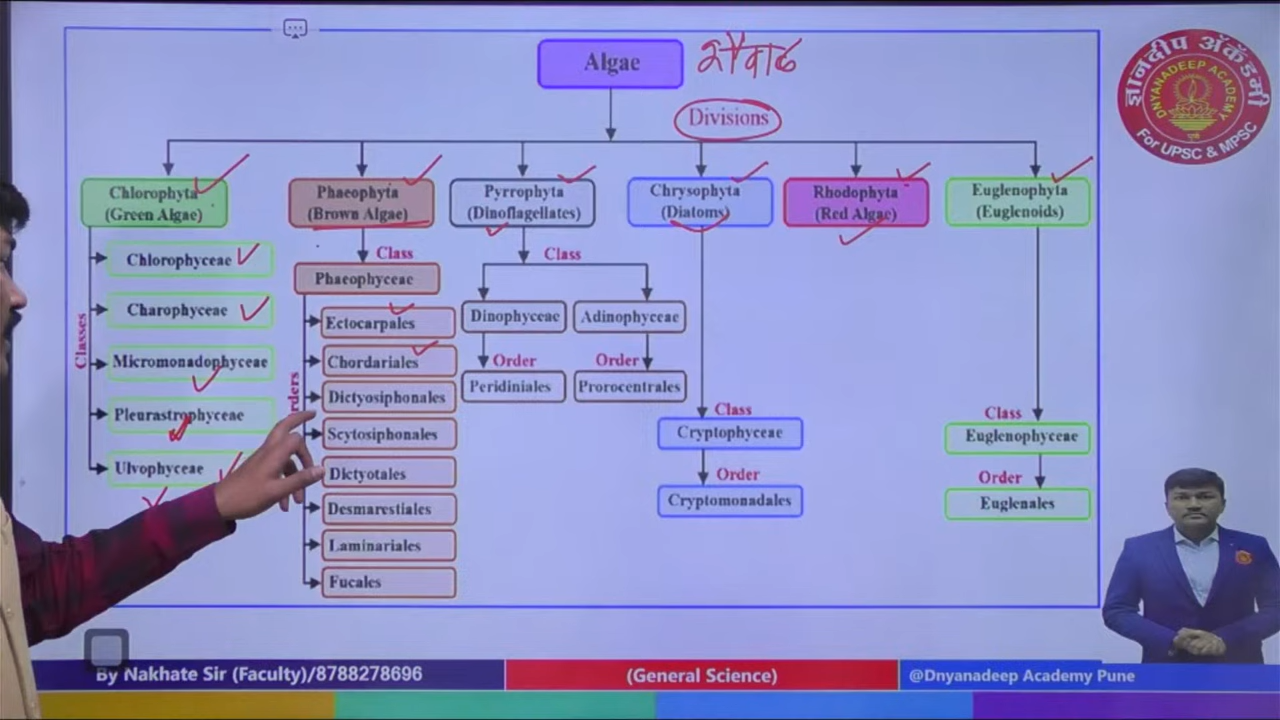 Algae
शैवाळ
Divisions
Chlorophyta
(Green Algae)
Phaeophyta
(Brown Algae)
Pyrrophyta
(Dinoflagellates)
Chrysophyta
(Diatoms)
Rhodophyta
(Red Algae)
Euglenophyta
(Euglenoids)
Classes
Chlorophyceae
Charophyceae
Micromonadophyceae
Pleurastrophyceae
Ulvophyceae
Class
Phaeophyceae
Ectocarpales
Chordariales
Dictyosiphonales
Scytosiphonales
Dictyotales
Desmarestiales
Laminariales
Fucales
Class
Dinophyceae
Adinophyceae
Order
Order
Peridiniales
Prorocentrales
Class
Cryptophyceae
Order
Cryptomonadales
Class
Euglenophyceae
Order
Euglenales
ज्ञानदीप अॅकॅडमी
DNYANADEEP ACADEMY
For UPSC & MPSC
By Nakhate Sir (Faculty)/8788278696
(General Science)
@Dnyanadeep Academy Pune